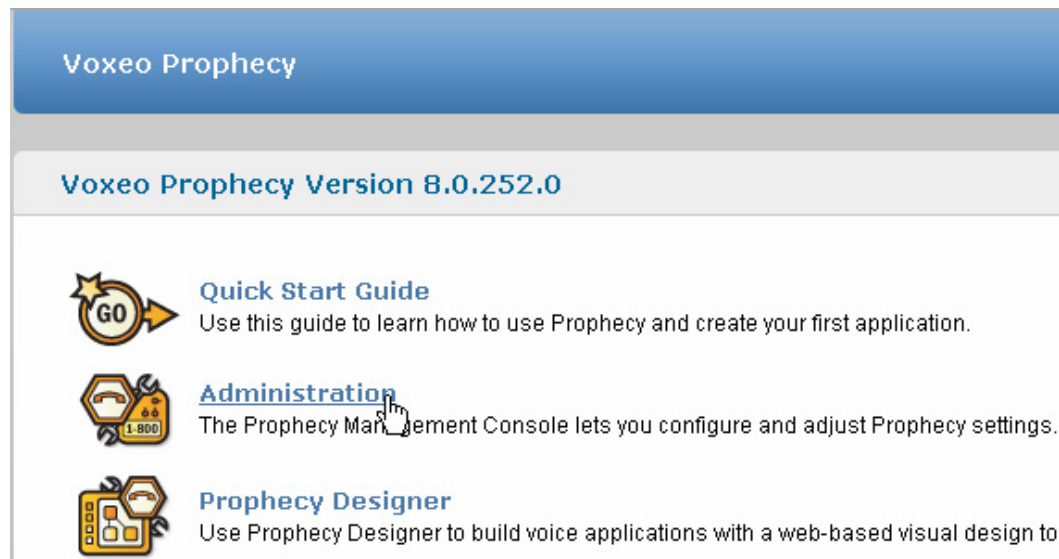 Voxeo Prophecy
Voxeo Prophecy Version 8.0.252.0
GO
Quick Start Guide
Use this guide to learn how to use Prophecy and create your first application.
1-800
Administration
The Prophecy Management Console lets you configure and adjust Prophecy settings.
Prophecy Designer
Use Prophecy Designer to build voice applications with a web-based visual design to